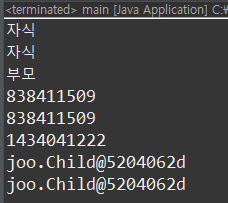 <terminated> main [Java Application] C:\
자식
자식
부모
838411509
838411509
1434041222
joo.Child@5204062d
joo.Child@5204062d